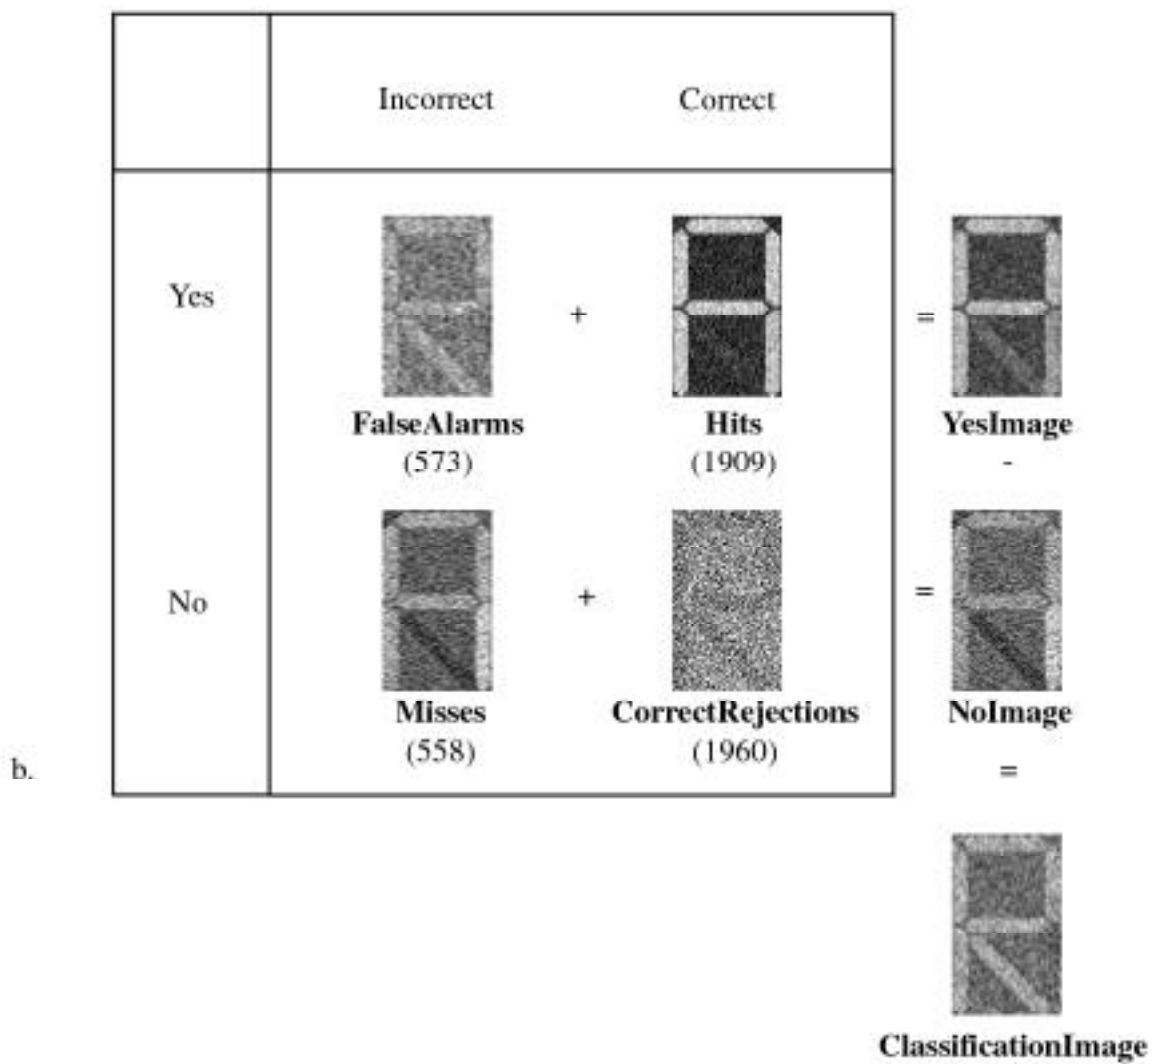 Incorrect Correct
Yes + =
FalseAlarms Hits YesImage
(573) (1909) -
No + =
Misses CorrectRejections NoImage
(558) (1960)
b. =
ClassificationImage